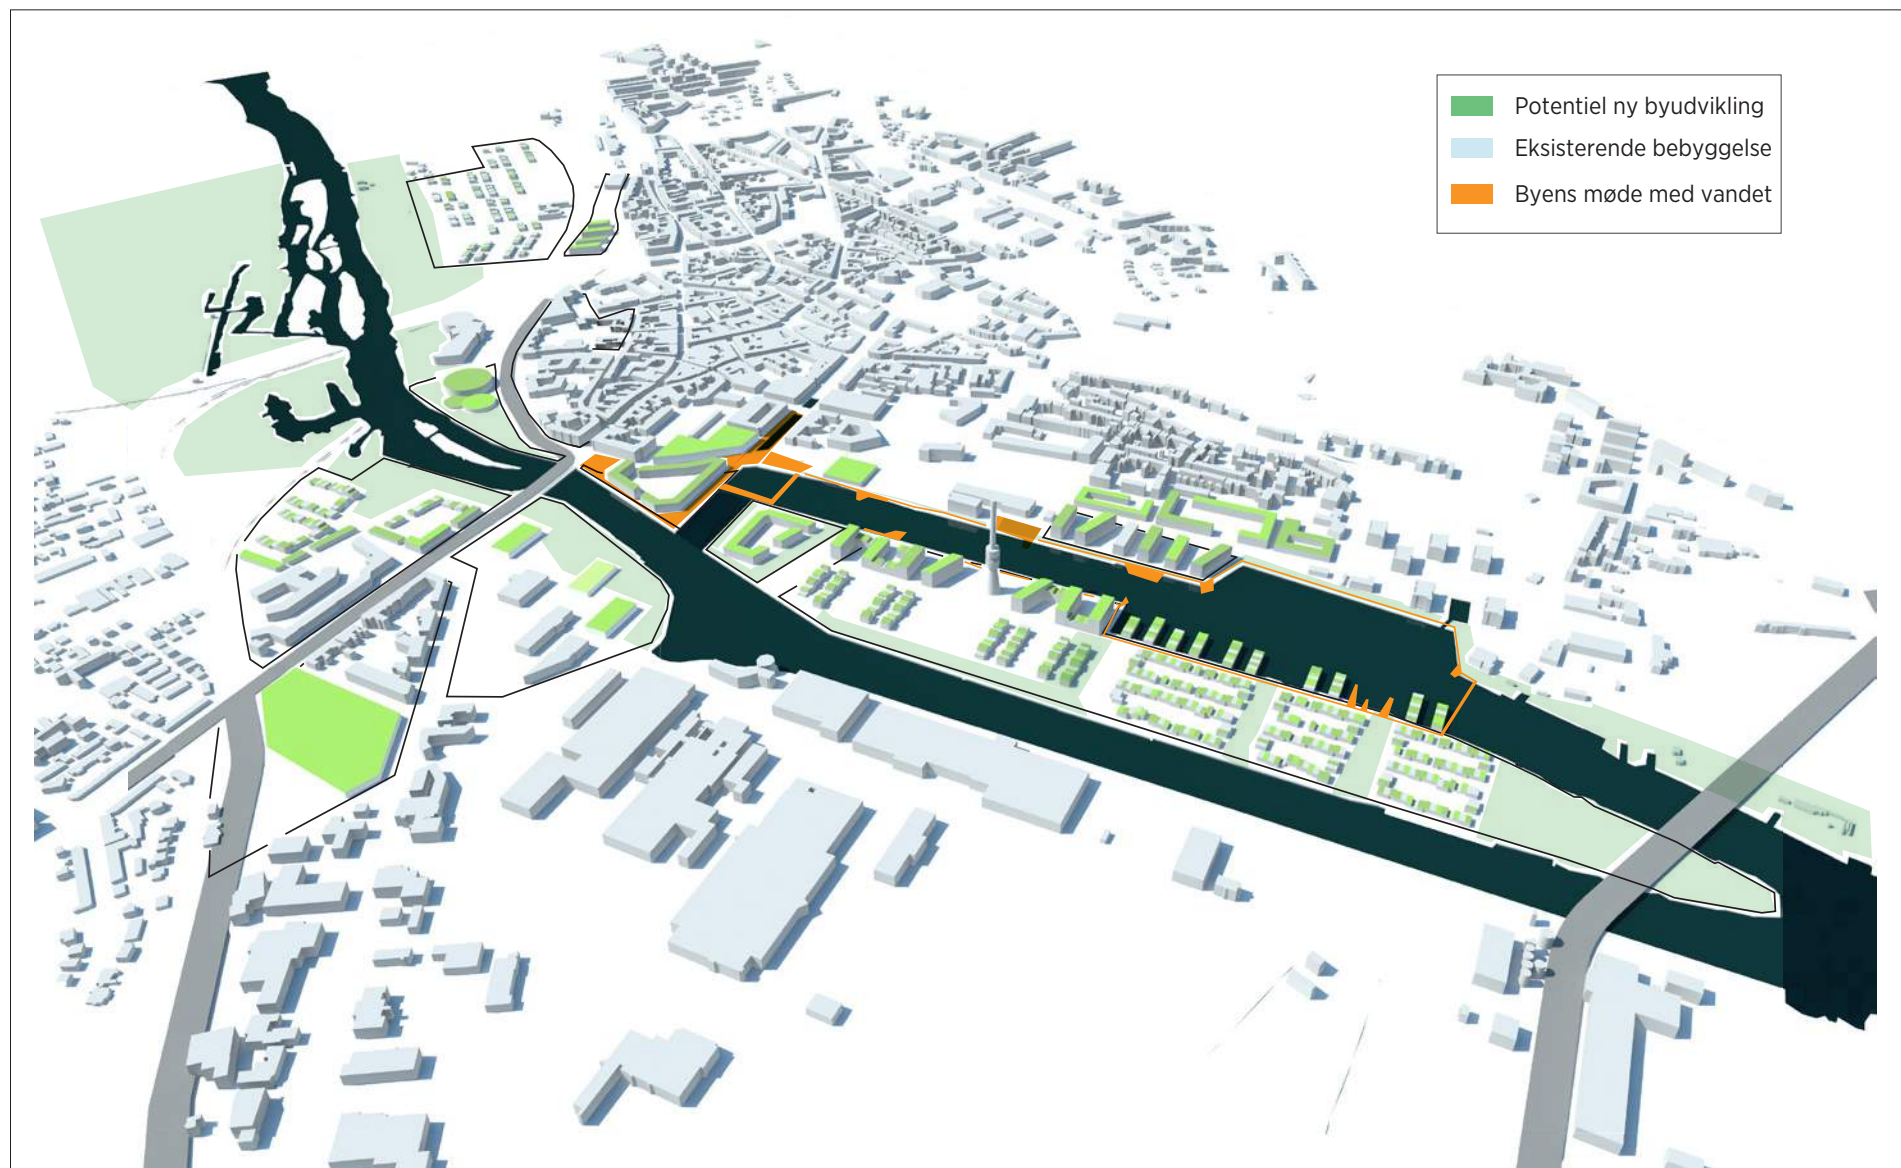 Potentiel ny byudvikling
Eksisterende bebyggelse
Byens møde med vandet